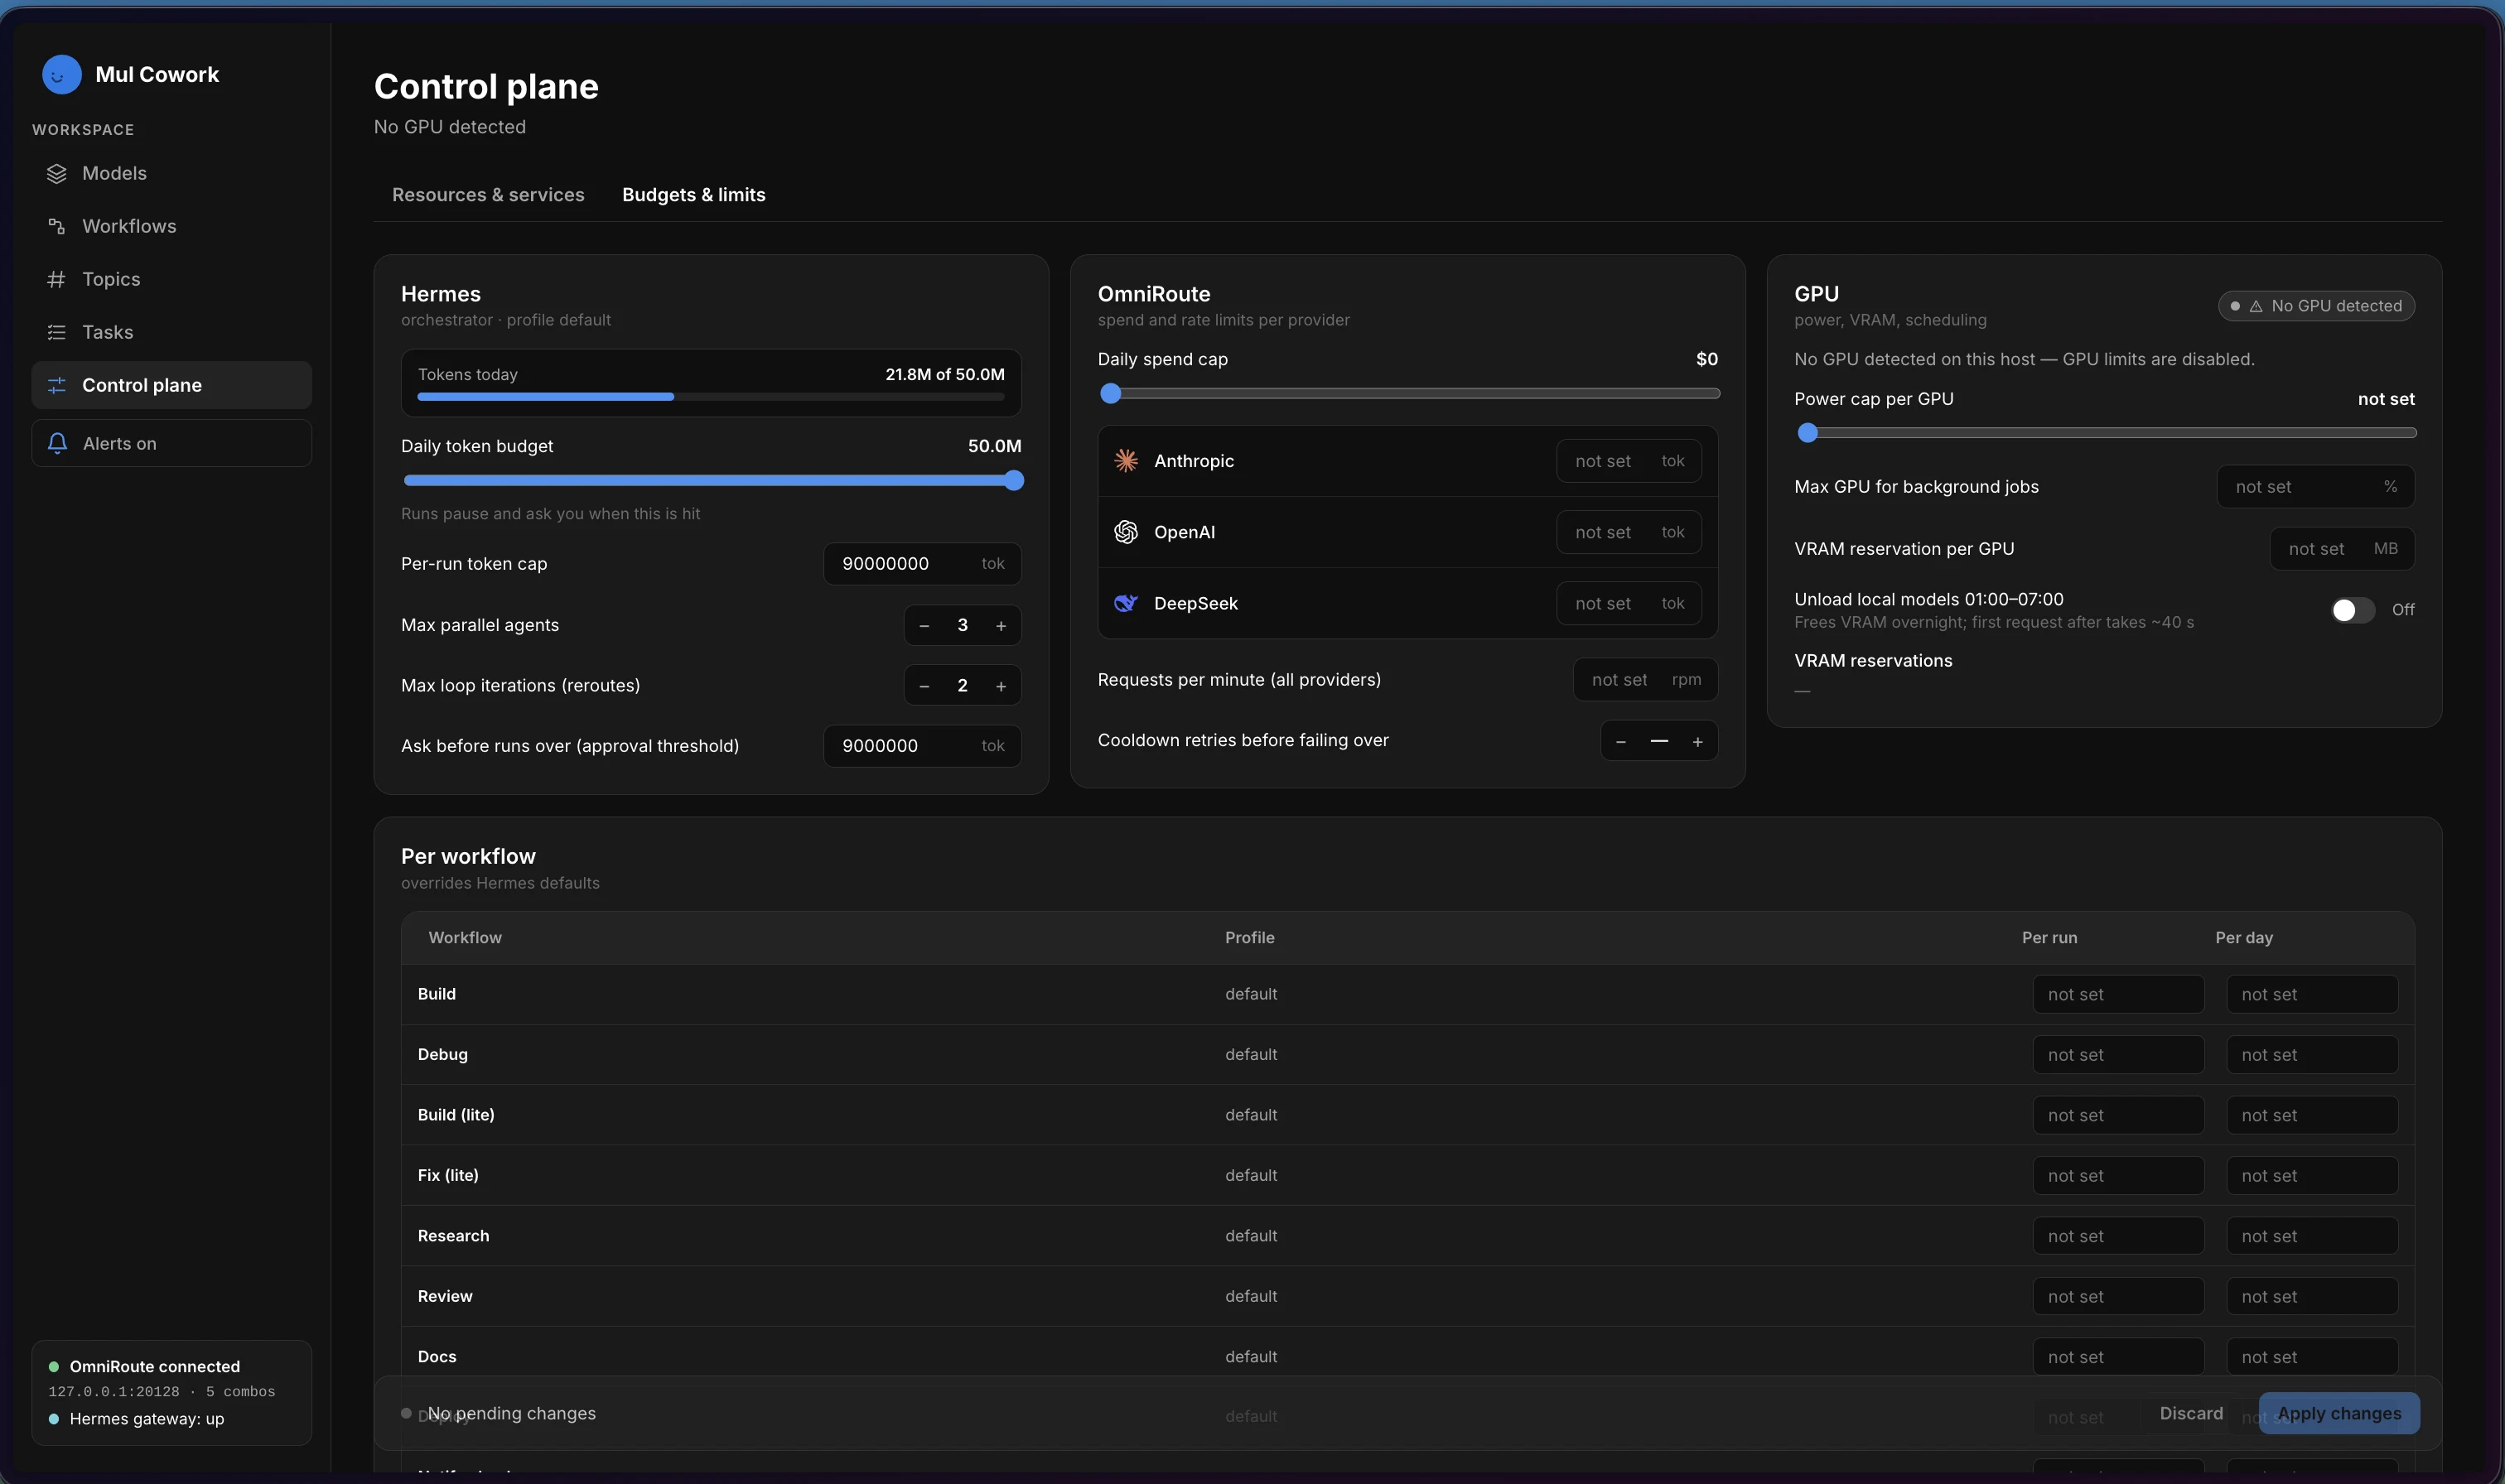 Mul Cowork
WORKSPACE
Models
Workflows
Topics
Tasks
Control plane
Alerts on
OmniRoute connected
127.0.0.1:20128 · 5 combos
Hermes gateway: up
Control plane
No GPU detected
Resources & services
Budgets & limits
Hermes
orchestrator · profile default
Tokens today 21.8M of 50.0M
Daily token budget 50.0M
Runs pause and ask you when this is hit
Per-run token cap 90000000 tok
Max parallel agents − 3 +
Max loop iterations (reroutes) − 2 +
Ask before runs over (approval threshold) 9000000 tok
OmniRoute
spend and rate limits per provider
Daily spend cap $0
Anthropic not set tok
OpenAI not set tok
DeepSeek not set tok
Requests per minute (all providers) not set rpm
Cooldown retries before failing over − — +
GPU
No GPU detected
power, VRAM, scheduling
No GPU detected on this host — GPU limits are disabled.
Power cap per GPU not set
Max GPU for background jobs not set %
VRAM reservation per GPU not set MB
Unload local models 01:00–07:00 Off
Frees VRAM overnight; first request after takes ~40 s
VRAM reservations
—
Per workflow
overrides Hermes defaults
Workflow Profile Per run Per day
Build default not set not set
Debug default not set not set
Build (lite) default not set not set
Fix (lite) default not set not set
Research default not set not set
Review default not set not set
Docs default not set not set
Deploy default not set
No pending changes Discard Apply changes